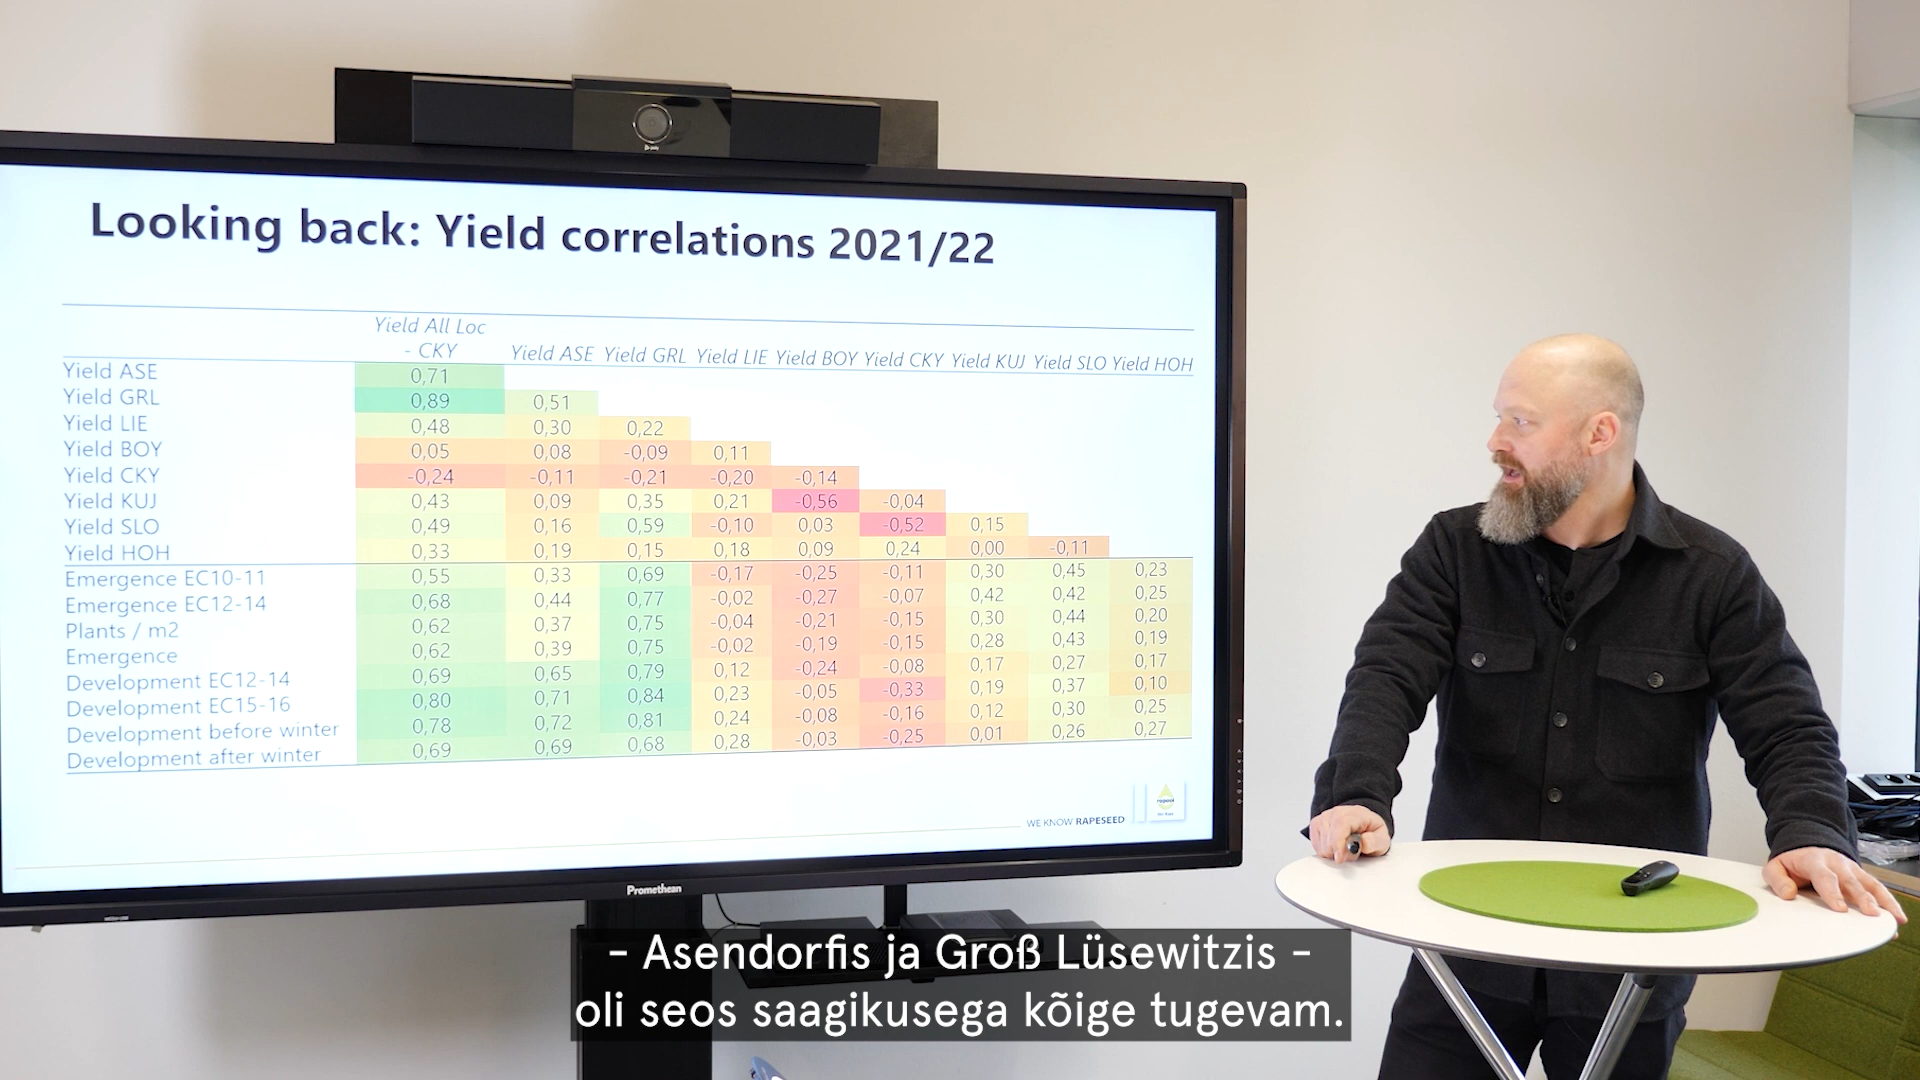 Looking back: Yield correlations 2021/22
Yield All Loc
- CKY Yield ASE Yield GRL Yield LIE Yield BOY Yield CKY Yield KUJ Yield SLO Yield HOH
Yield ASE 0,71
Yield GRL 0,89 0,51
Yield LIE 0,48 0,30 0,22
Yield BOY 0,05 0,08 -0,09 0,11
Yield CKY -0,24 -0,11 -0,21 -0,20 -0,14
Yield KUJ 0,43 0,09 0,35 0,21 -0,56 -0,04
Yield SLO 0,49 0,16 0,59 -0,10 0,03 -0,52 0,15
Yield HOH 0,33 0,19 0,15 0,18 0,09 0,24 0,00 -0,11
Emergence EC10-11 0,55 0,33 0,69 -0,17 -0,25 -0,11 0,30 0,45 0,23
Emergence EC12-14 0,68 0,44 0,77 -0,02 -0,27 -0,07 0,42 0,42 0,25
Plants / m2 0,62 0,37 0,75 -0,04 -0,21 -0,15 0,30 0,44 0,20
Emergence 0,62 0,39 0,75 -0,02 -0,19 -0,15 0,28 0,43 0,19
Development EC12-14 0,69 0,65 0,79 0,12 -0,24 -0,08 0,17 0,27 0,17
Development EC15-16 0,80 0,71 0,84 0,23 -0,05 -0,33 0,19 0,37 0,10
Development before winter 0,78 0,72 0,81 0,24 -0,08 -0,16 0,12 0,30 0,25
Development after winter 0,69 0,69 0,68 0,28 -0,03 -0,25 0,01 0,26 0,27
WE KNOW RAPESEED
Promethean
- Asendorfis ja Groß Lüsewitzis -
oli seos saagikusega kõige tugevam.